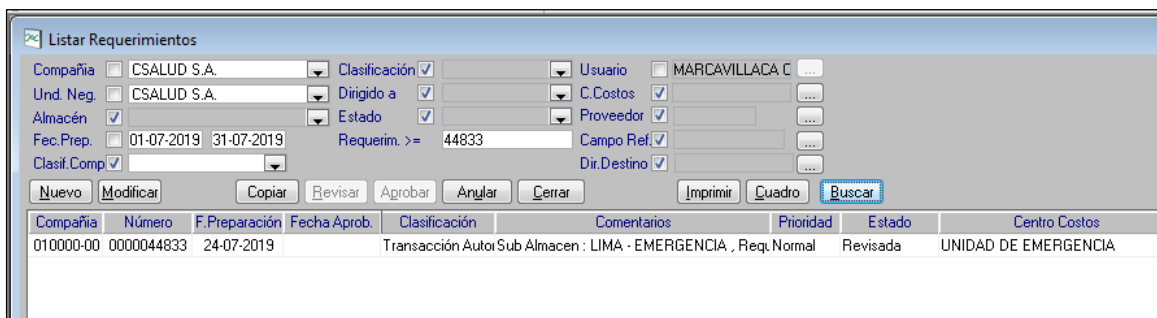 Listar Requerimientos
Compañia CSALUD S.A. Clasificación Usuario MARCAVILLACA C ...
Und. Neg. CSALUD S.A. Dirigido a C.Costos ...
Almacén Estado Proveedor ...
Fec.Prep. 01-07-2019 31-07-2019 Requerim. >= 44833 Campo Ref. ...
Clasif.Comp Dir.Destino ...
Nuevo Modificar Copiar Revisar Aprobar Anular Cerrar Imprimir Cuadro Buscar
Compañia Número F.Preparación Fecha Aprob. Clasificación Comentarios Prioridad Estado Centro Costos
010000-00 0000044833 24-07-2019 Transacción Autor Sub Almacen : LIMA - EMERGENCIA , Requ Normal Revisada UNIDAD DE EMERGENCIA